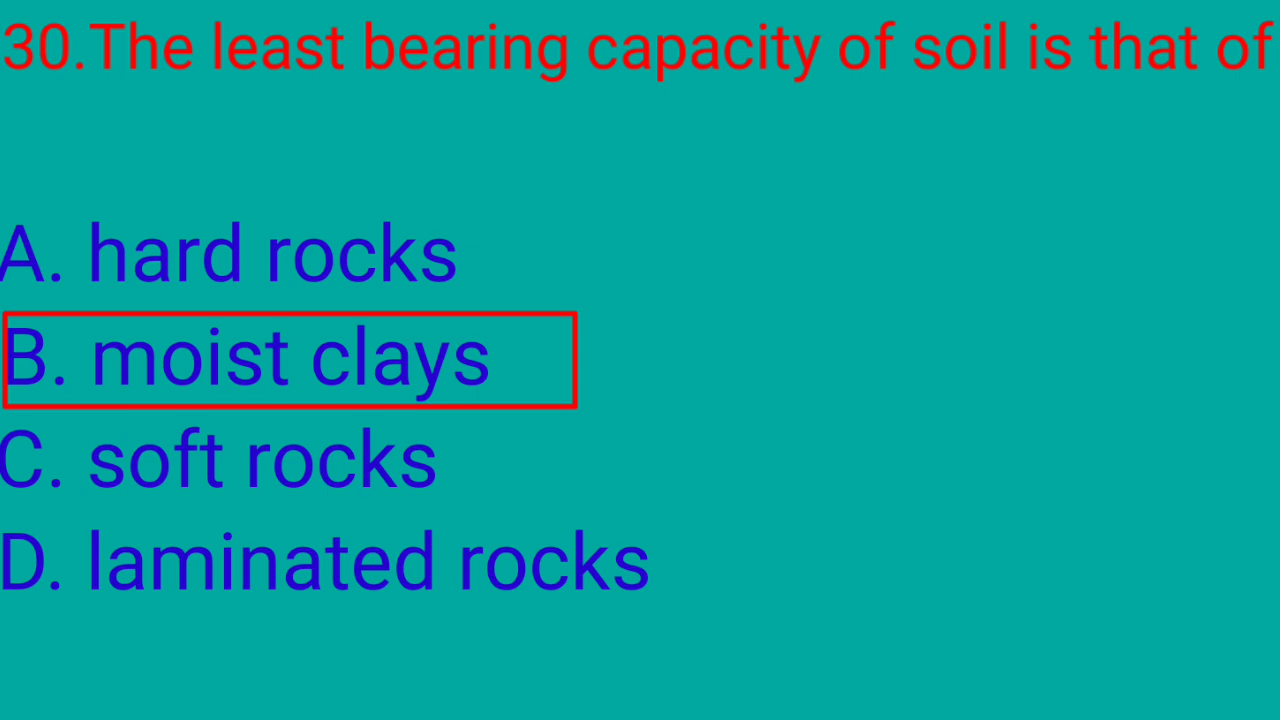 30.The least bearing capacity of soil is that of
A. hard rocks
B. moist clays
C. soft rocks
D. laminated rocks